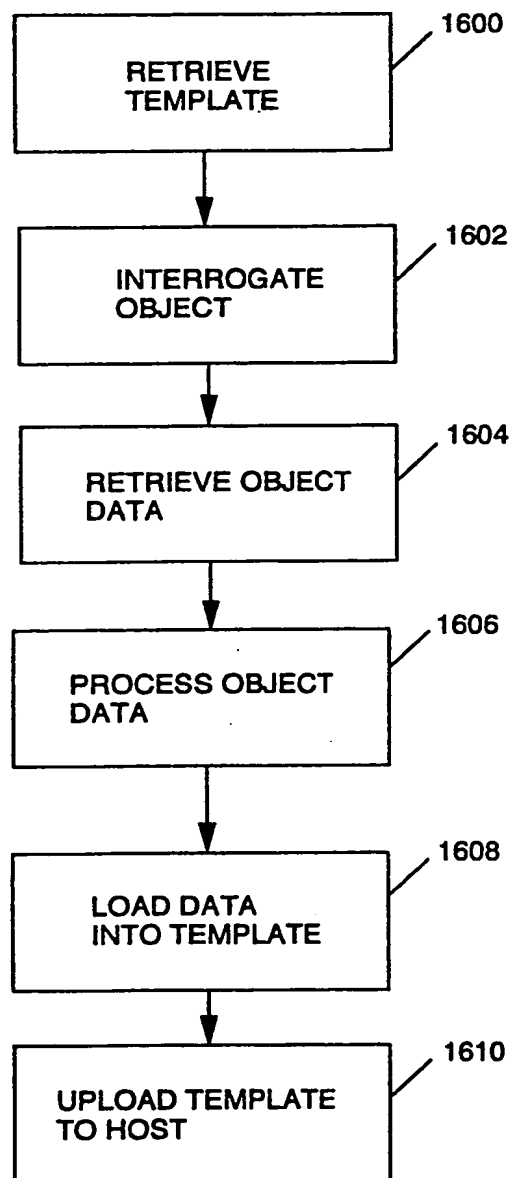 1600
RETRIEVE
TEMPLATE
1602
INTERROGATE
OBJECT
1604
RETRIEVE OBJECT
DATA
1606
PROCESS OBJECT
DATA
1608
LOAD DATA
INTO TEMPLATE
1610
UPLOAD TEMPLATE
TO HOST